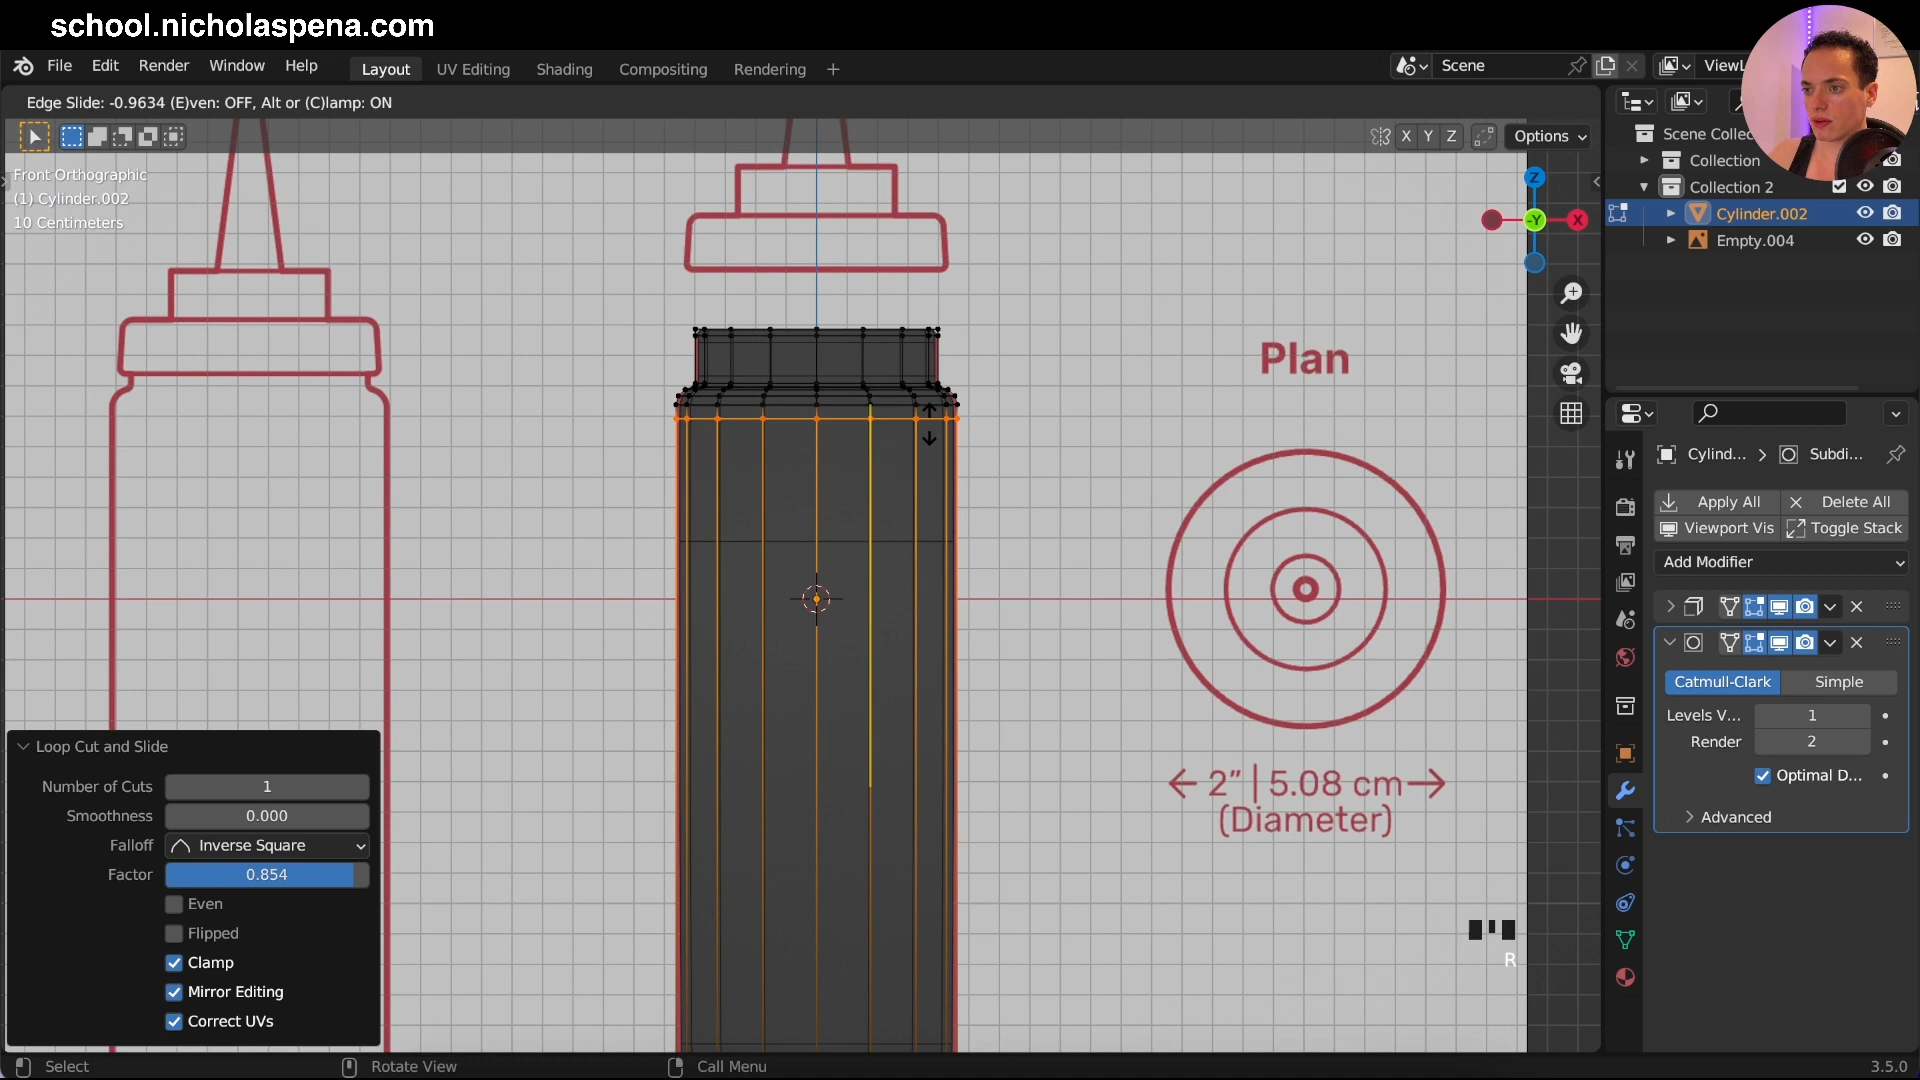 school.nicholaspena.com
File Edit Render Window Help Layout UV Editing Shading Compositing Rendering + Scene ViewL
Edge Slide: -0.9634 (E)ven: OFF, Alt or (C)lamp: ON
X Y Z Options
Front Orthographic
(1) Cylinder.002
10 Centimeters
Z
-Y
X
Scene Collec
Collection
Collection 2
Cylinder.002
Empty.004
Plan
2” | 5.08 cm
(Diameter)
Cylind... > Subdi...
Apply All Delete All
Viewport Vis Toggle Stack
Add Modifier
Catmull-Clark Simple
Levels V... 1
Render 2
Optimal D...
Advanced
Loop Cut and Slide
Number of Cuts 1
Smoothness 0.000
Falloff Inverse Square
Factor 0.854
Even
Flipped
Clamp
Mirror Editing
Correct UVs
R
Select Rotate View Call Menu 3.5.0